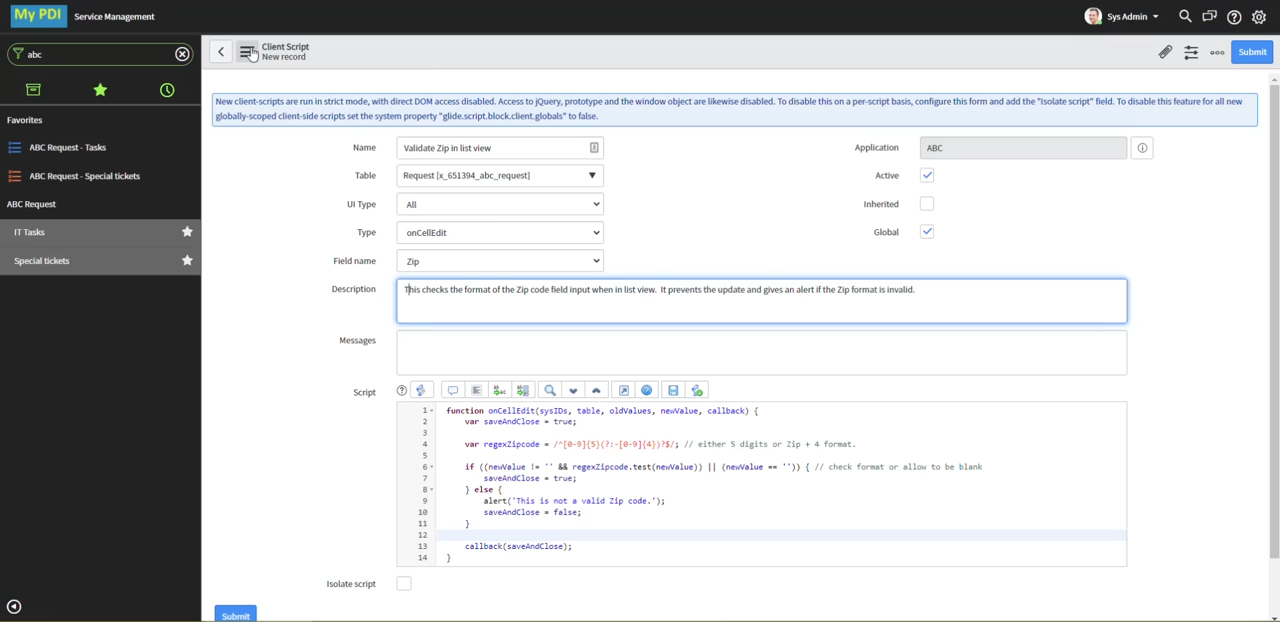 My PDI
Service Management
Sys Admin
abc
Client Script
New record
Submit
Favorites
ABC Request - Tasks
ABC Request - Special tickets
ABC Request
IT Tasks
Special tickets
New client-scripts are run in strict mode, with direct DOM access disabled. Access to jQuery, prototype and the window object are likewise disabled. To disable this on a per-script basis, configure this form and add the "Isolate script" field. To disable this feature for all new
globally-scoped client-side scripts set the system property "glide.script.block.client.globals" to false.
Name
Validate Zip in list view
Application
ABC
Table
Request [x_651394_abc_request]
Active
UI Type
All
Inherited
Type
onCellEdit
Global
Field name
Zip
Description
This checks the format of the Zip code field input when in list view. It prevents the update and gives an alert if the Zip format is invalid.
Messages
Script
1 function onCellEdit(sysIDs, table, oldValues, newValue, callback) {
2 var saveAndClose = true;
3
4 var regexZipcode = /^[0-9]{5}(?:-[0-9]{4})?$/; // either 5 digits or Zip + 4 format.
5
6 if ((newValue != '' && regexZipcode.test(newValue)) || (newValue == '')) { // check format or allow to be blank
7 saveAndClose = true;
8 } else {
9 alert('This is not a valid Zip code.');
10 saveAndClose = false;
11 }
12
13 callback(saveAndClose);
14 }
Isolate script
Submit